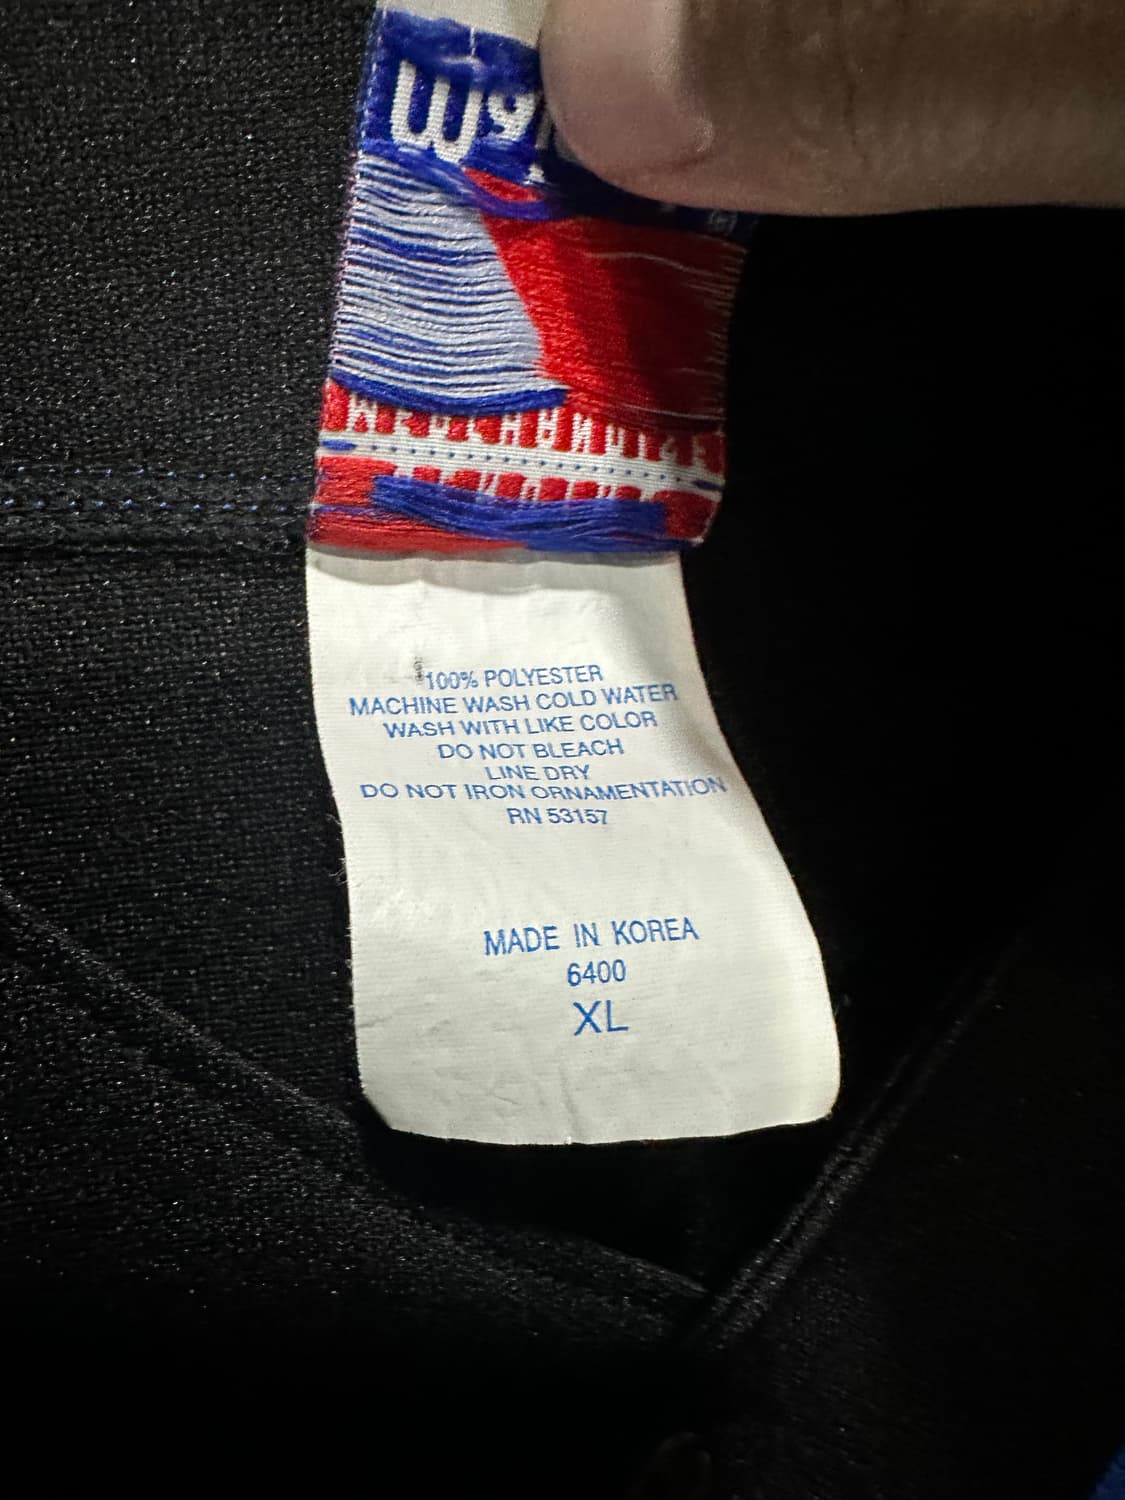 100% POLYESTER
MACHINE WASH COLD WATER
WASH WITH LIKE COLOR
DO NOT BLEACH
LINE DRY
DO NOT IRON ORNAMENTATION
RN 53157
MADE IN KOREA
6400
XL